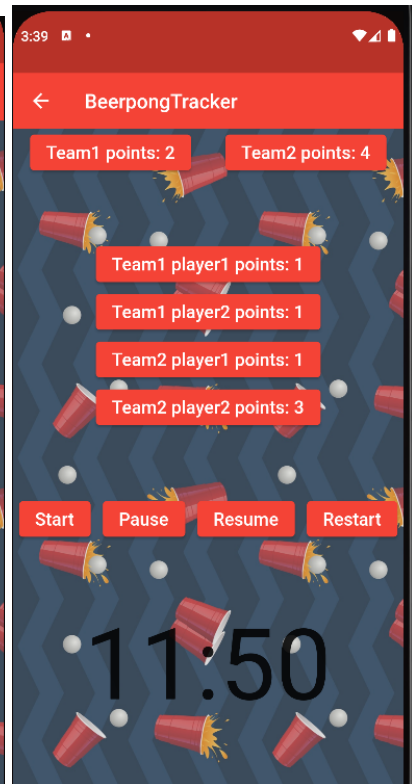 3:39 A
BeerpongTracker
Team1 points: 2 Team2 points: 4
Team1 player1 points: 1
Team1 player2 points: 1
Team2 player1 points: 1
Team2 player2 points: 3
Start Pause Resume Restart
11:50